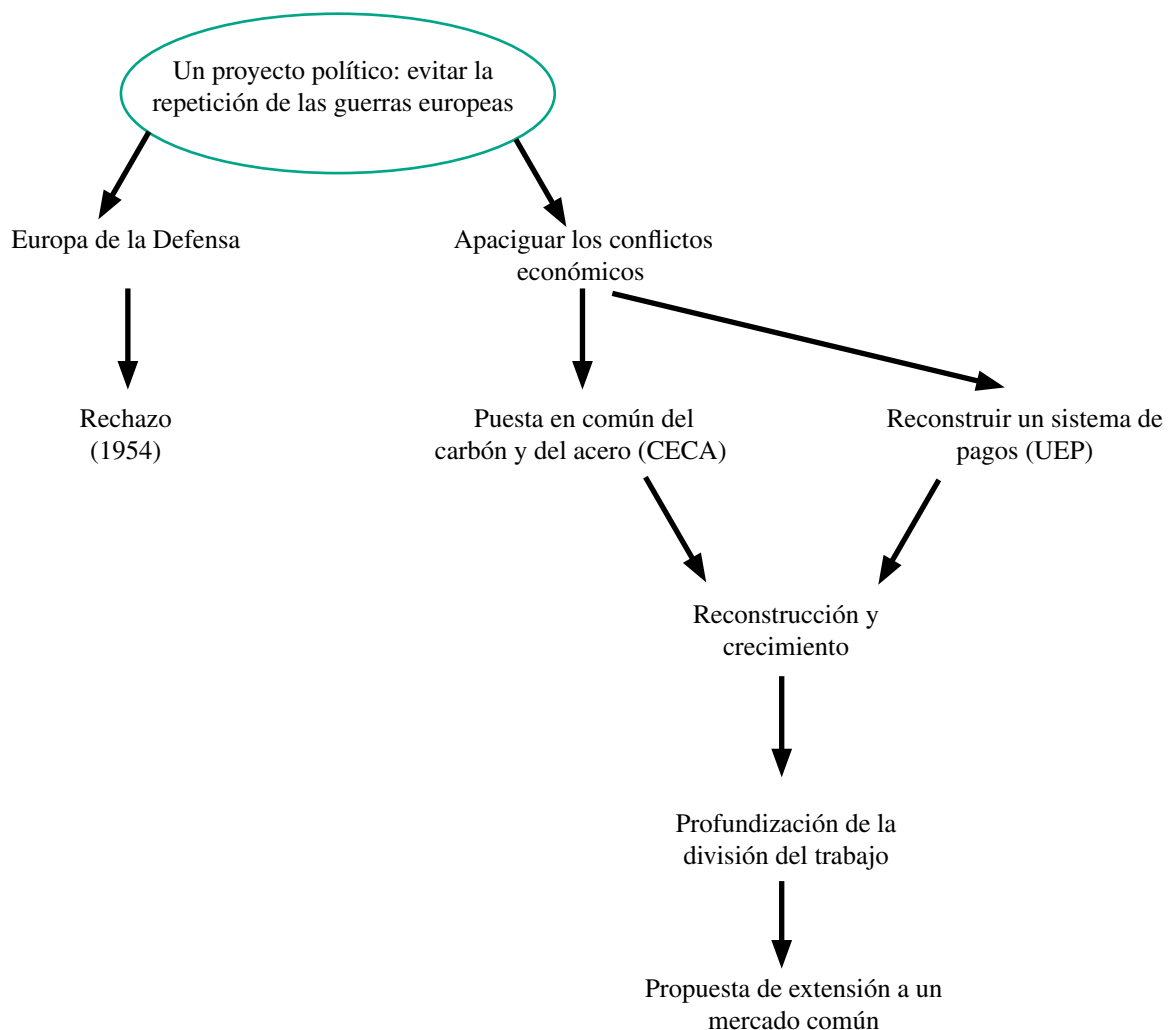 Un proyecto político: evitar la
repetición de las guerras europeas
Europa de la Defensa
Apaciguar los conflictos
económicos
Rechazo
(1954)
Puesta en común del
carbón y del acero (CECA)
Reconstruir un sistema de
pagos (UEP)
Reconstrucción y
crecimiento
Profundización de la
división del trabajo
Propuesta de extensión a un
mercado común